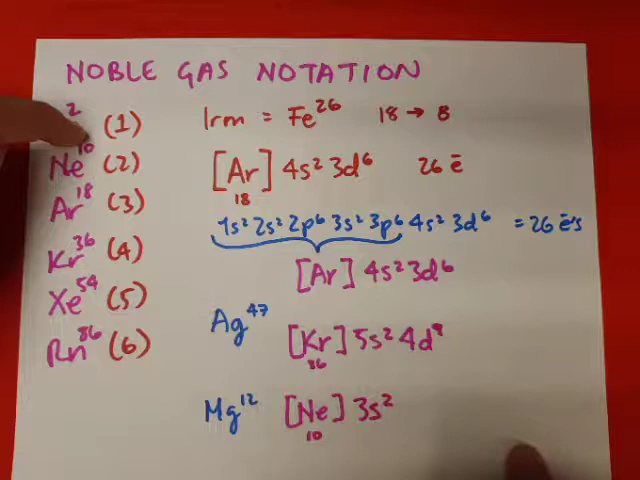 NOBLE GAS NOTATION
2 (1) Irm = Fe²⁶ 18 → 8
Ne¹⁰ (2) [Ar] 4s² 3d⁶ 26 ē
18
Ar¹⁸ (3)
1s² 2s² 2p⁶ 3s² 3p⁶ 4s² 3d⁶ = 26 ē's
Kr³⁶ (4) [Ar] 4s² 3d⁶
Xe⁵⁴ (5)
Ag⁴⁷ [Kr] 5s² 4d⁹
36
Rn⁸⁶ (6)
Mg¹² [Ne] 3s²
10